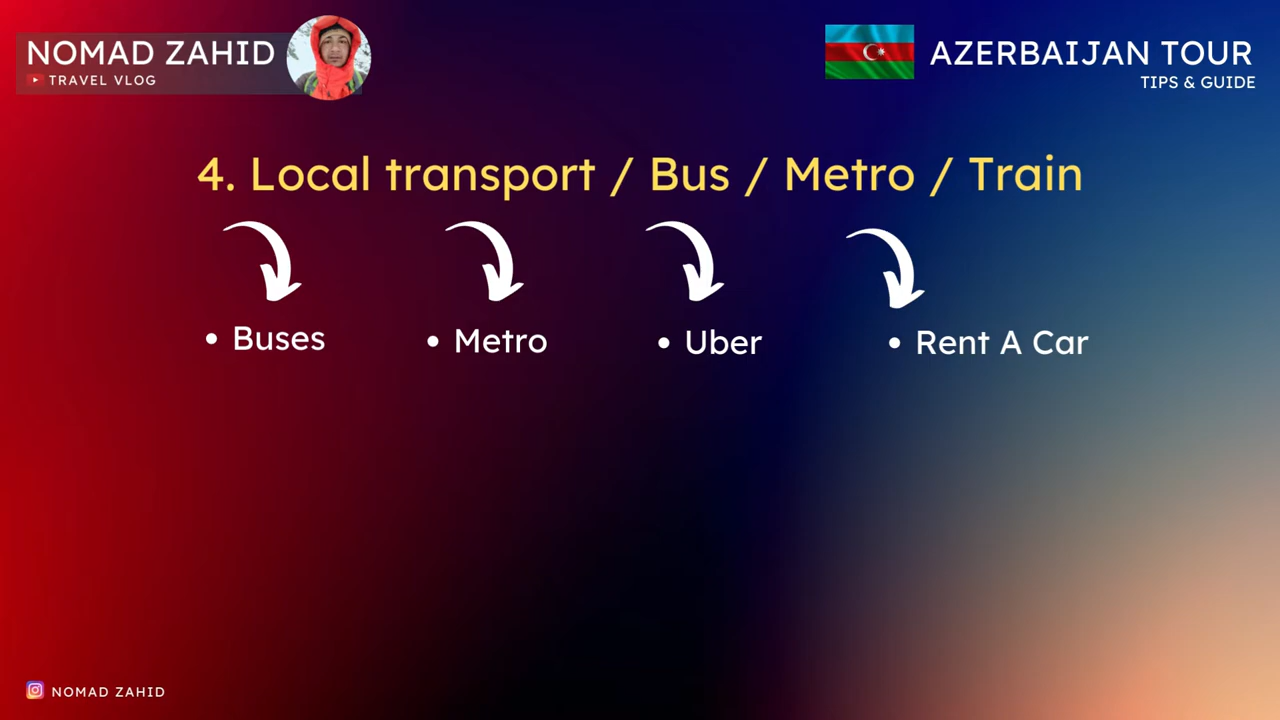 NOMAD ZAHID
TRAVEL VLOG
AZERBAIJAN TOUR
TIPS & GUIDE
4. Local transport / Bus / Metro / Train
• Buses
• Metro
• Uber
• Rent A Car
NOMAD ZAHID